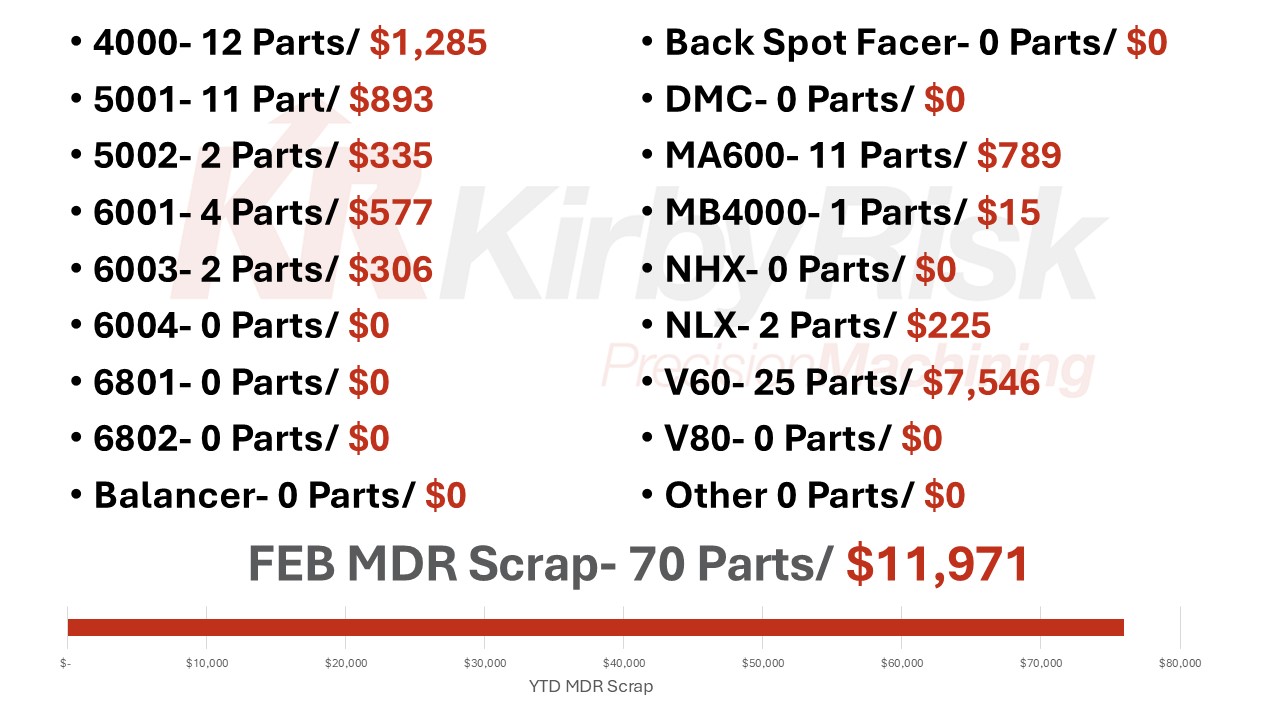 • 4000- 12 Parts/ $1,285
• 5001- 11 Part/ $893
• 5002- 2 Parts/ $335
• 6001- 4 Parts/ $577
• 6003- 2 Parts/ $306
• 6004- 0 Parts/ $0
• 6801- 0 Parts/ $0
• 6802- 0 Parts/ $0
• Balancer- 0 Parts/ $0
• Back Spot Facer- 0 Parts/ $0
• DMC- 0 Parts/ $0
• MA600- 11 Parts/ $789
• MB4000- 1 Parts/ $15
• NHX- 0 Parts/ $0
• NLX- 2 Parts/ $225
• V60- 25 Parts/ $7,546
• V80- 0 Parts/ $0
• Other 0 Parts/ $0
KR KirbyRisk
PrecisionMachining
FEB MDR Scrap- 70 Parts/ $11,971
$- $10,000 $20,000 $30,000 $40,000 $50,000 $60,000 $70,000 $80,000
YTD MDR Scrap